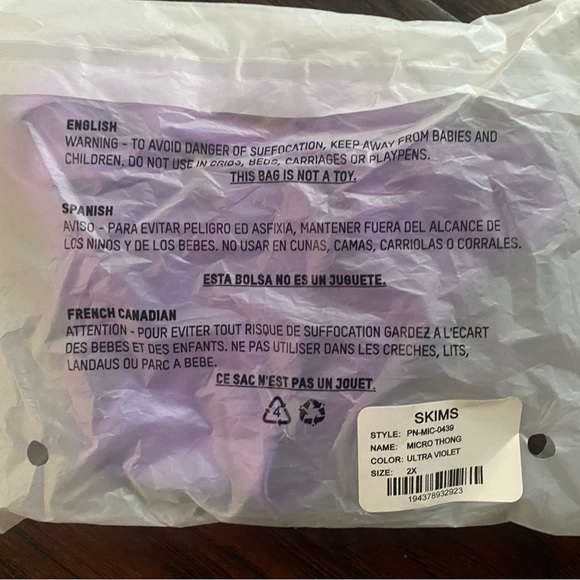 ENGLISH
WARNING - TO AVOID DANGER OF SUFFOCATION, KEEP AWAY FROM BABIES AND
CHILDREN. DO NOT USE IN CRIBS, BEDS, CARRIAGES OR PLAYPENS.
THIS BAG IS NOT A TOY.
SPANISH
AVISO - PARA EVITAR PELIGRO ED ASFIXIA, MANTENER FUERA DEL ALCANCE DE
LOS NINOS Y DE LOS BEBES. NO USAR EN CUNAS, CAMAS, CARRIOLAS O CORRALES.
ESTA BOLSA NO ES UN JUGUETE.
FRENCH CANADIAN
ATTENTION - POUR EVITER TOUT RISQUE DE SUFFOCATION GARDEZ A L'ECART
DES BEBES ET DES ENFANTS. NE PAS UTILISER DANS LES CRECHES, LITS,
LANDAUS OU PARC A BEBE.
CE SAC N'EST PAS UN JOUET.
4
SKIMS
STYLE: PN-MIC-0439
NAME: MICRO THONG
COLOR: ULTRA VIOLET
SIZE: 2X
194378932923